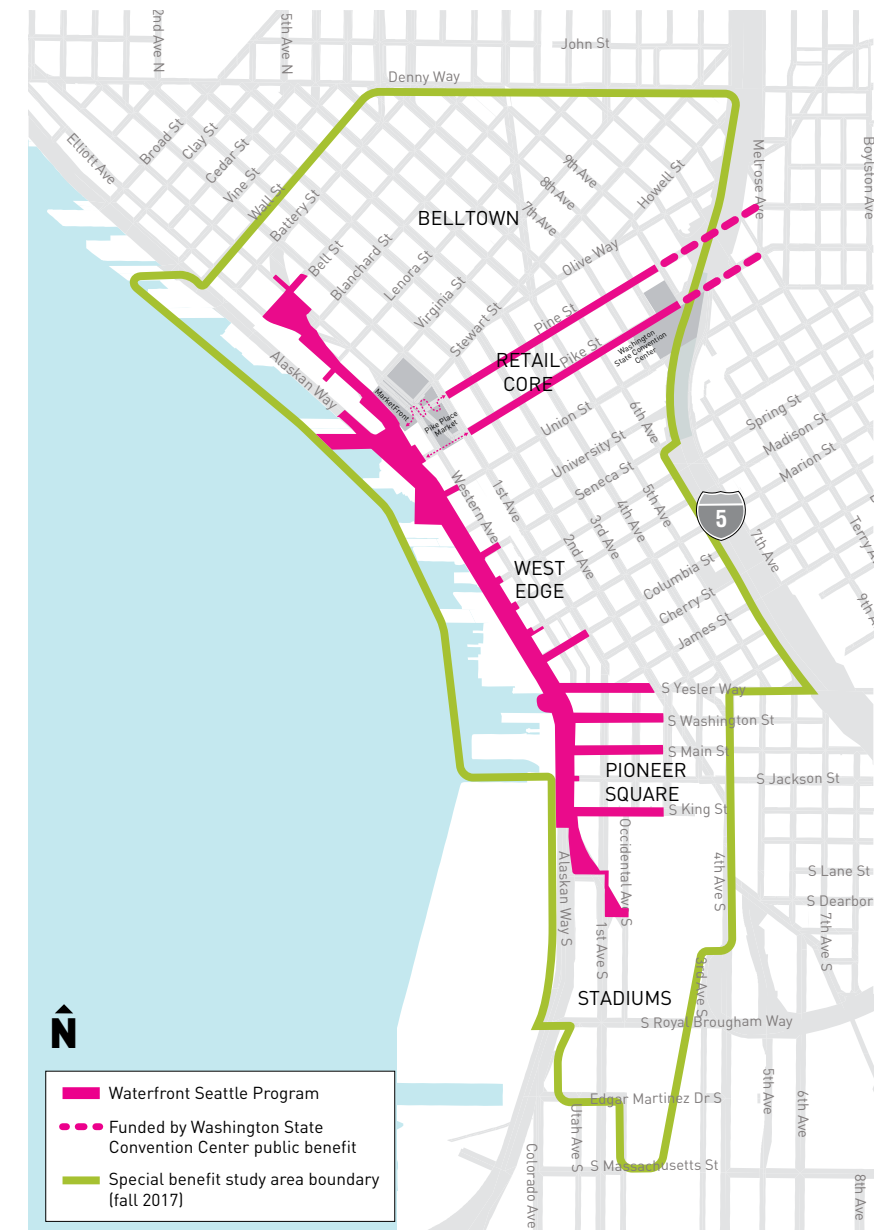 2nd Ave N
5th Ave N
John St
Denny Way
Elliott Ave
Broad St
Clay St
Cedar St
Vine St
Wall St
Battery St
Bell St
Blanchard St
Lenora St
Virginia St
Stewart St
9th Ave
8th Ave
7th Ave
Howell St
Melrose Ave
Boylston Ave
BELLTOWN
Olive Way
Pine St
Pike St
RETAIL
CORE
Washington
State Convention
Center
Alaskan Way
MarketFront
Pike Place
Market
Union St
University St
Seneca St
6th Ave
5th Ave
4th Ave
3rd Ave
2nd Ave
1st Ave
Western Ave
Spring St
Madison St
Marion St
5
7th Ave
Terry A
9th A
WEST
EDGE
Columbia St
Cherry St
James St
S Yesler Way
S Washington St
S Main St
PIONEER
SQUARE
S Jackson St
S King St
Occidental Ave S
Alaskan Way S
1st Ave S
4th Ave S
S Lane St
S Dearbor
7th Ave S
3rd Ave S
STADIUMS
S Royal Brougham Way
Edgar Martinez Dr S
Utah Ave S
Colorado Ave
S Massachusetts St
5th Ave
6th Ave
8th Ave
N
Waterfront Seattle Program
Funded by Washington State
Convention Center public benefit
Special benefit study area boundary
(fall 2017)